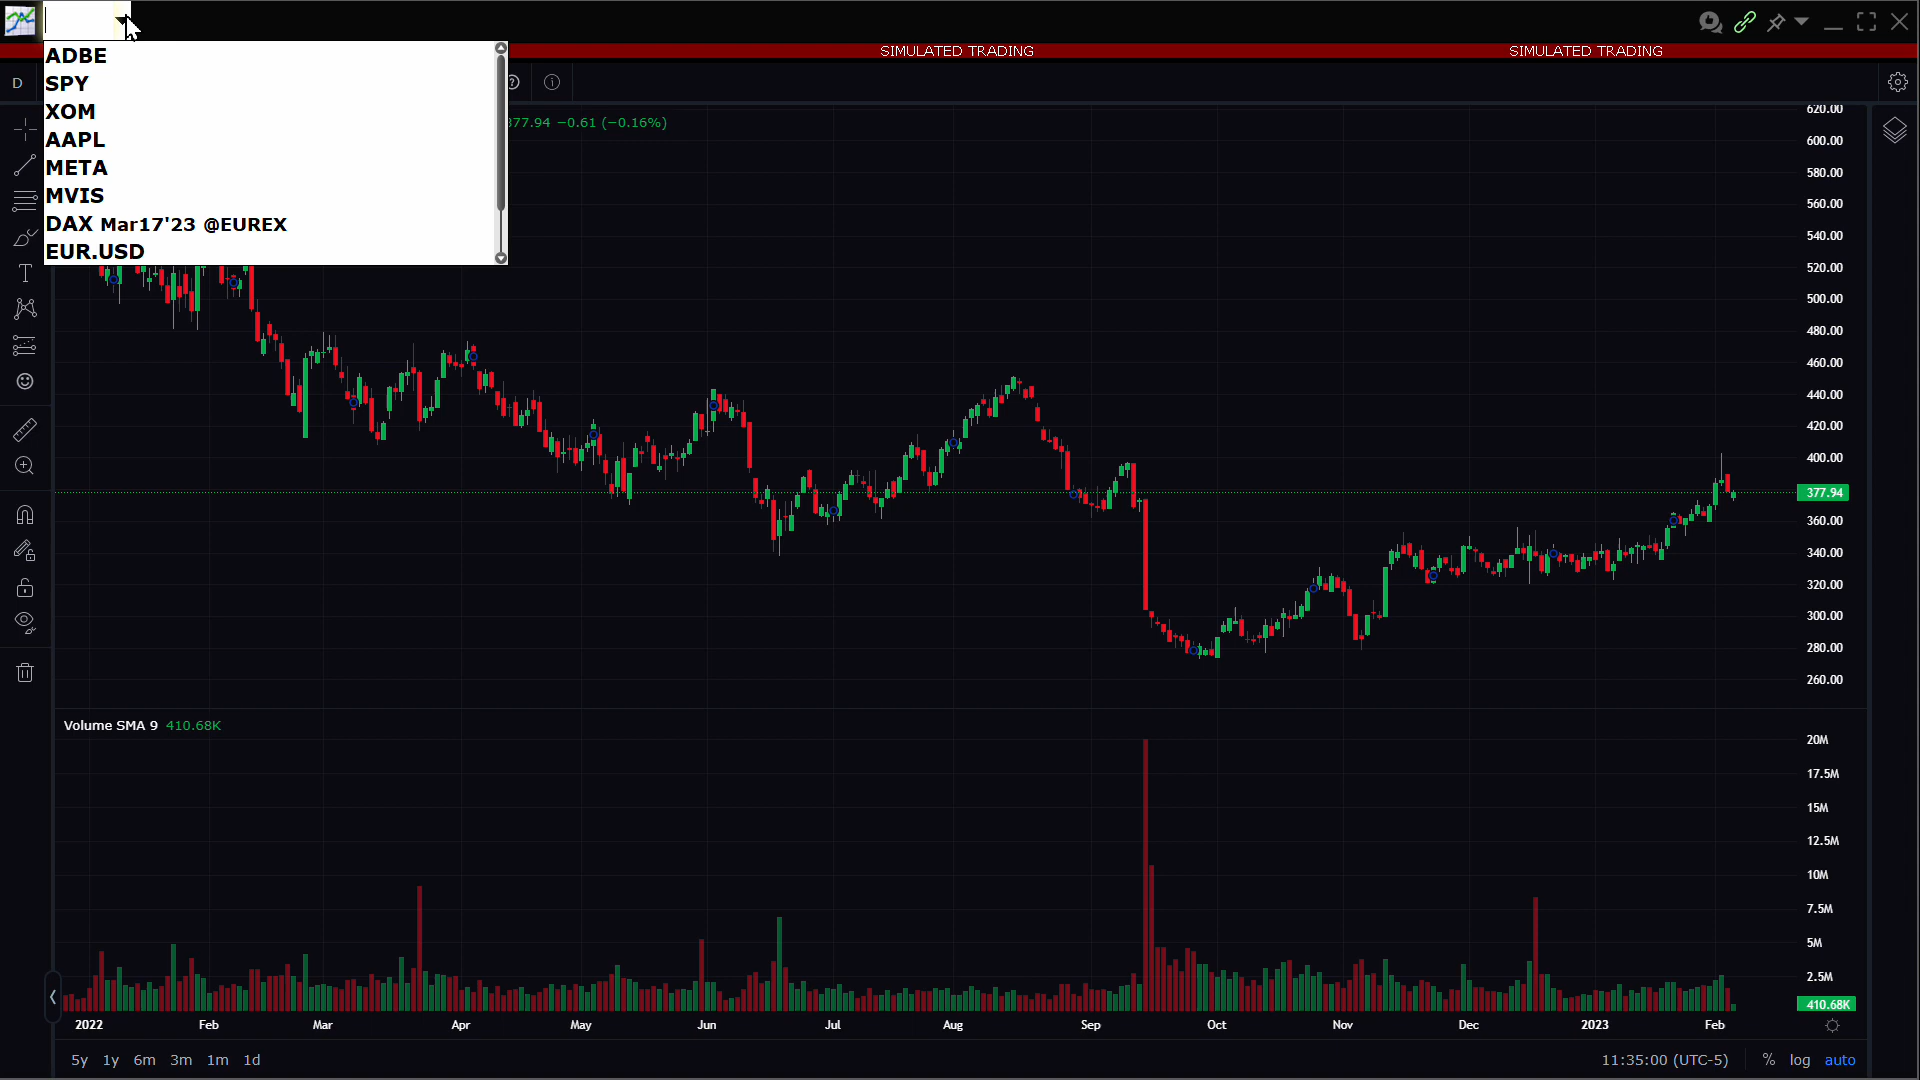 ADBE
SPY
XOM
AAPL
META
MVIS
DAX Mar17'23 @EUREX
EUR.USD
SIMULATED TRADING
SIMULATED TRADING
D
377.94 −0.61 (−0.16%)
620.00
600.00
580.00
560.00
540.00
520.00
500.00
480.00
460.00
440.00
420.00
400.00
377.94
360.00
340.00
320.00
300.00
280.00
260.00
Volume SMA 9 410.68K
20M
17.5M
15M
12.5M
10M
7.5M
5M
2.5M
410.68K
2022 Feb Mar Apr May Jun Jul Aug Sep Oct Nov Dec 2023 Feb
5y 1y 6m 3m 1m 1d
11:35:00 (UTC-5) % log auto